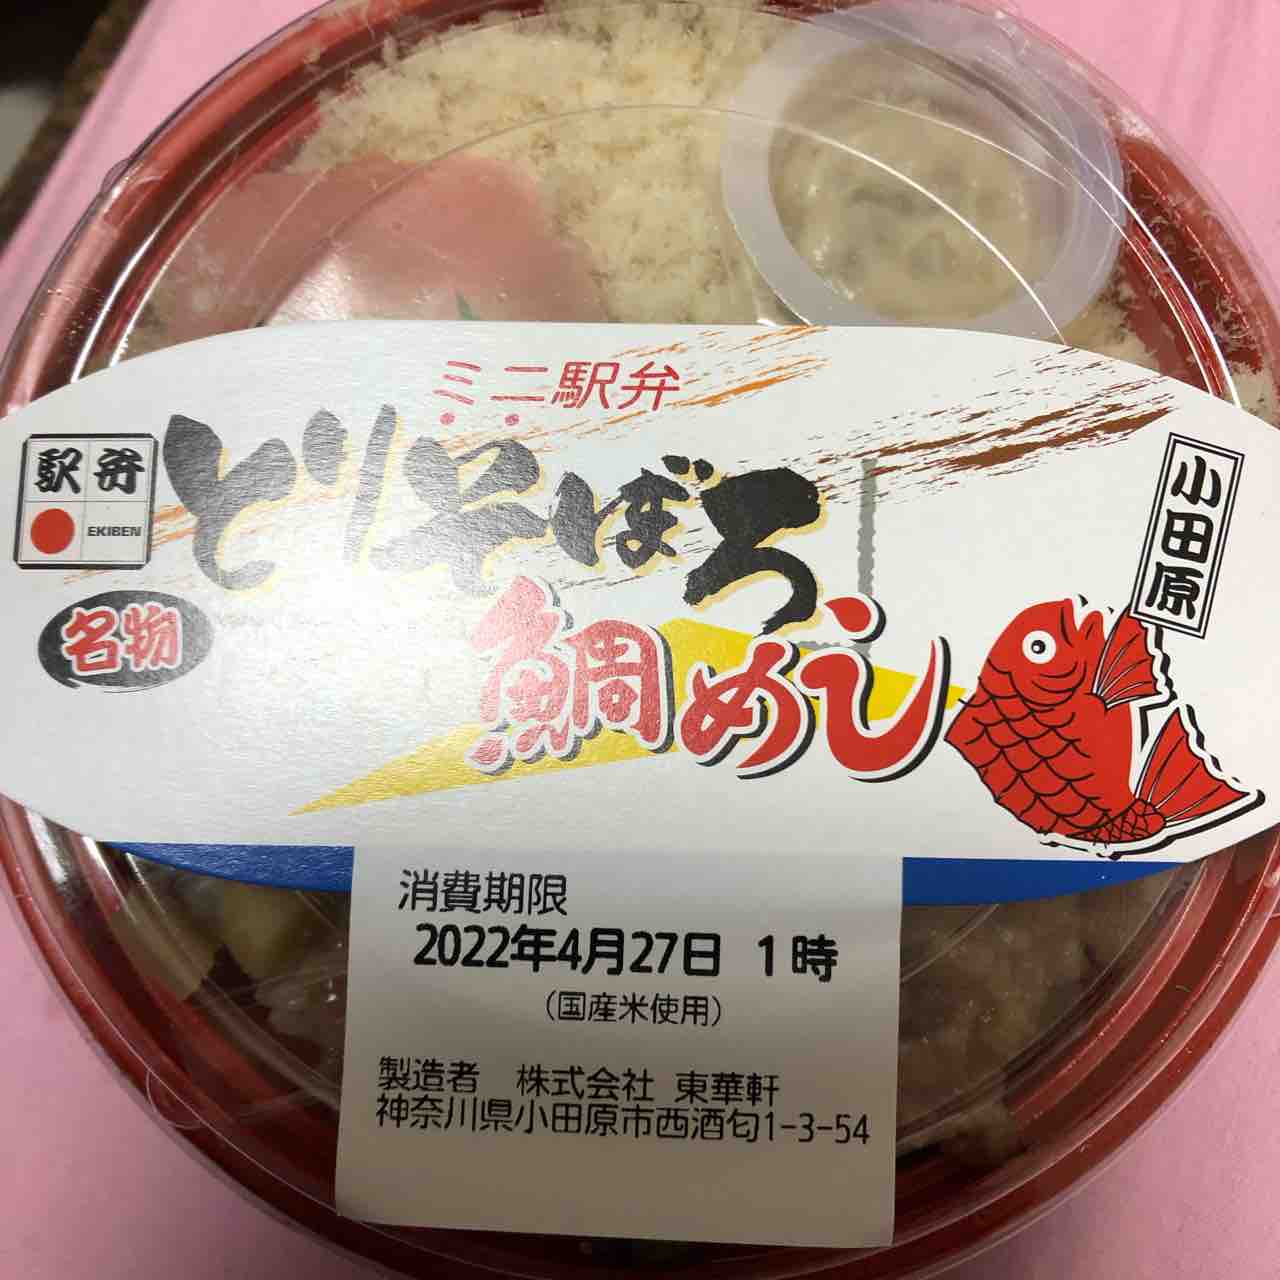 ミニ駅弁
駅弁
EKIBEN
とりそぼろ
小田原
名物
鯛めし
消費期限
2022年4月27日 1時
(国産米使用)
製造者 株式会社 東華軒
神奈川県小田原市西酒匂1-3-54